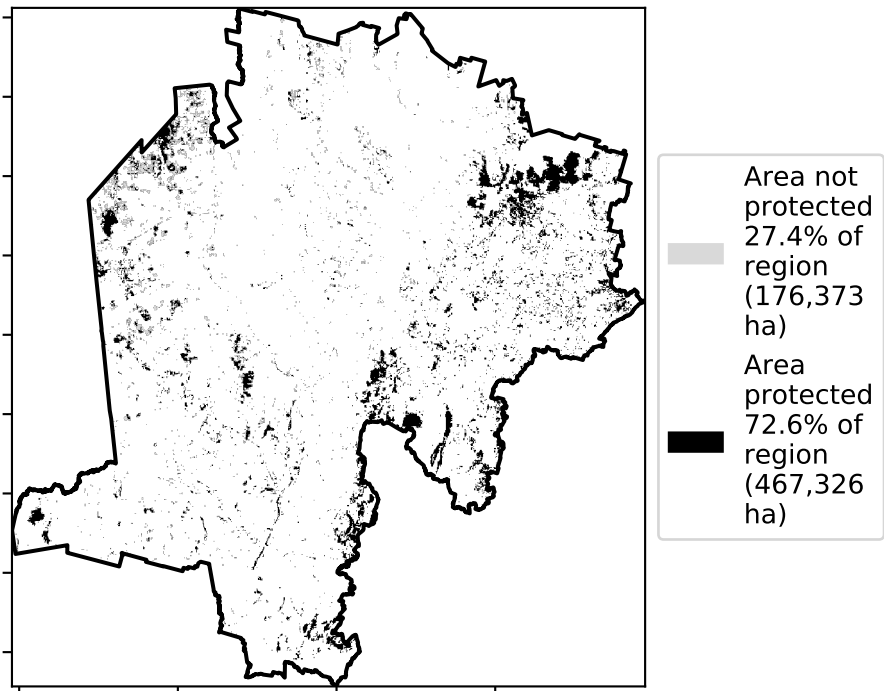 Area not
protected
27.4% of
region
(176,373
ha)
Area
protected
72.6% of
region
(467,326
ha)